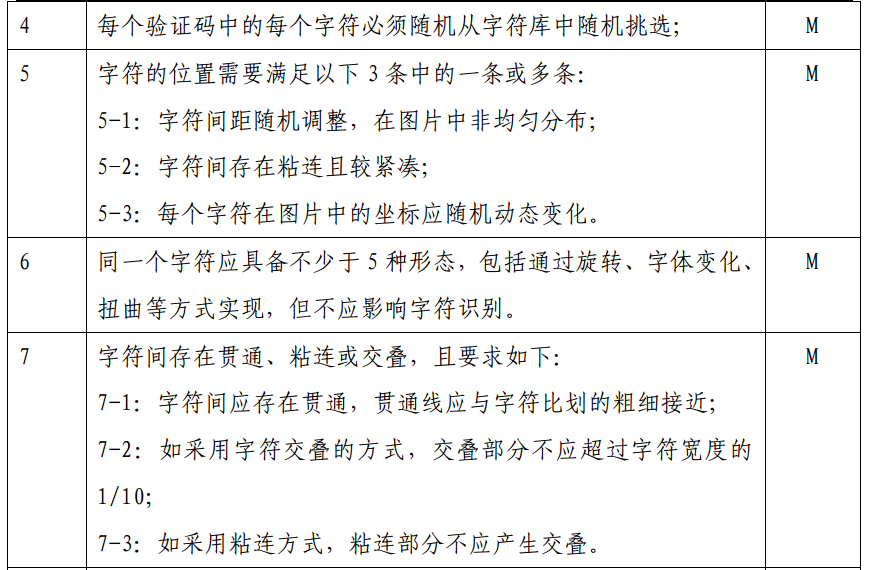 4 每个验证码中的每个字符必须随机从字符库中随机挑选； M
5 字符的位置需要满足以下 3 条中的一条或多条： M
5-1：字符间距随机调整，在图片中非均匀分布；
5-2：字符间存在粘连且较紧凑；
5-3：每个字符在图片中的坐标应随机动态变化。
6 同一个字符应具备不少于 5 种形态，包括通过旋转、字体变化、 M
扭曲等方式实现，但不应影响字符识别。
7 字符间存在贯通、粘连或交叠，且要求如下： M
7-1：字符间应存在贯通，贯通线应与字符比划的粗细接近；
7-2：如采用字符交叠的方式，交叠部分不应超过字符宽度的
1/10；
7-3：如采用粘连方式，粘连部分不应产生交叠。